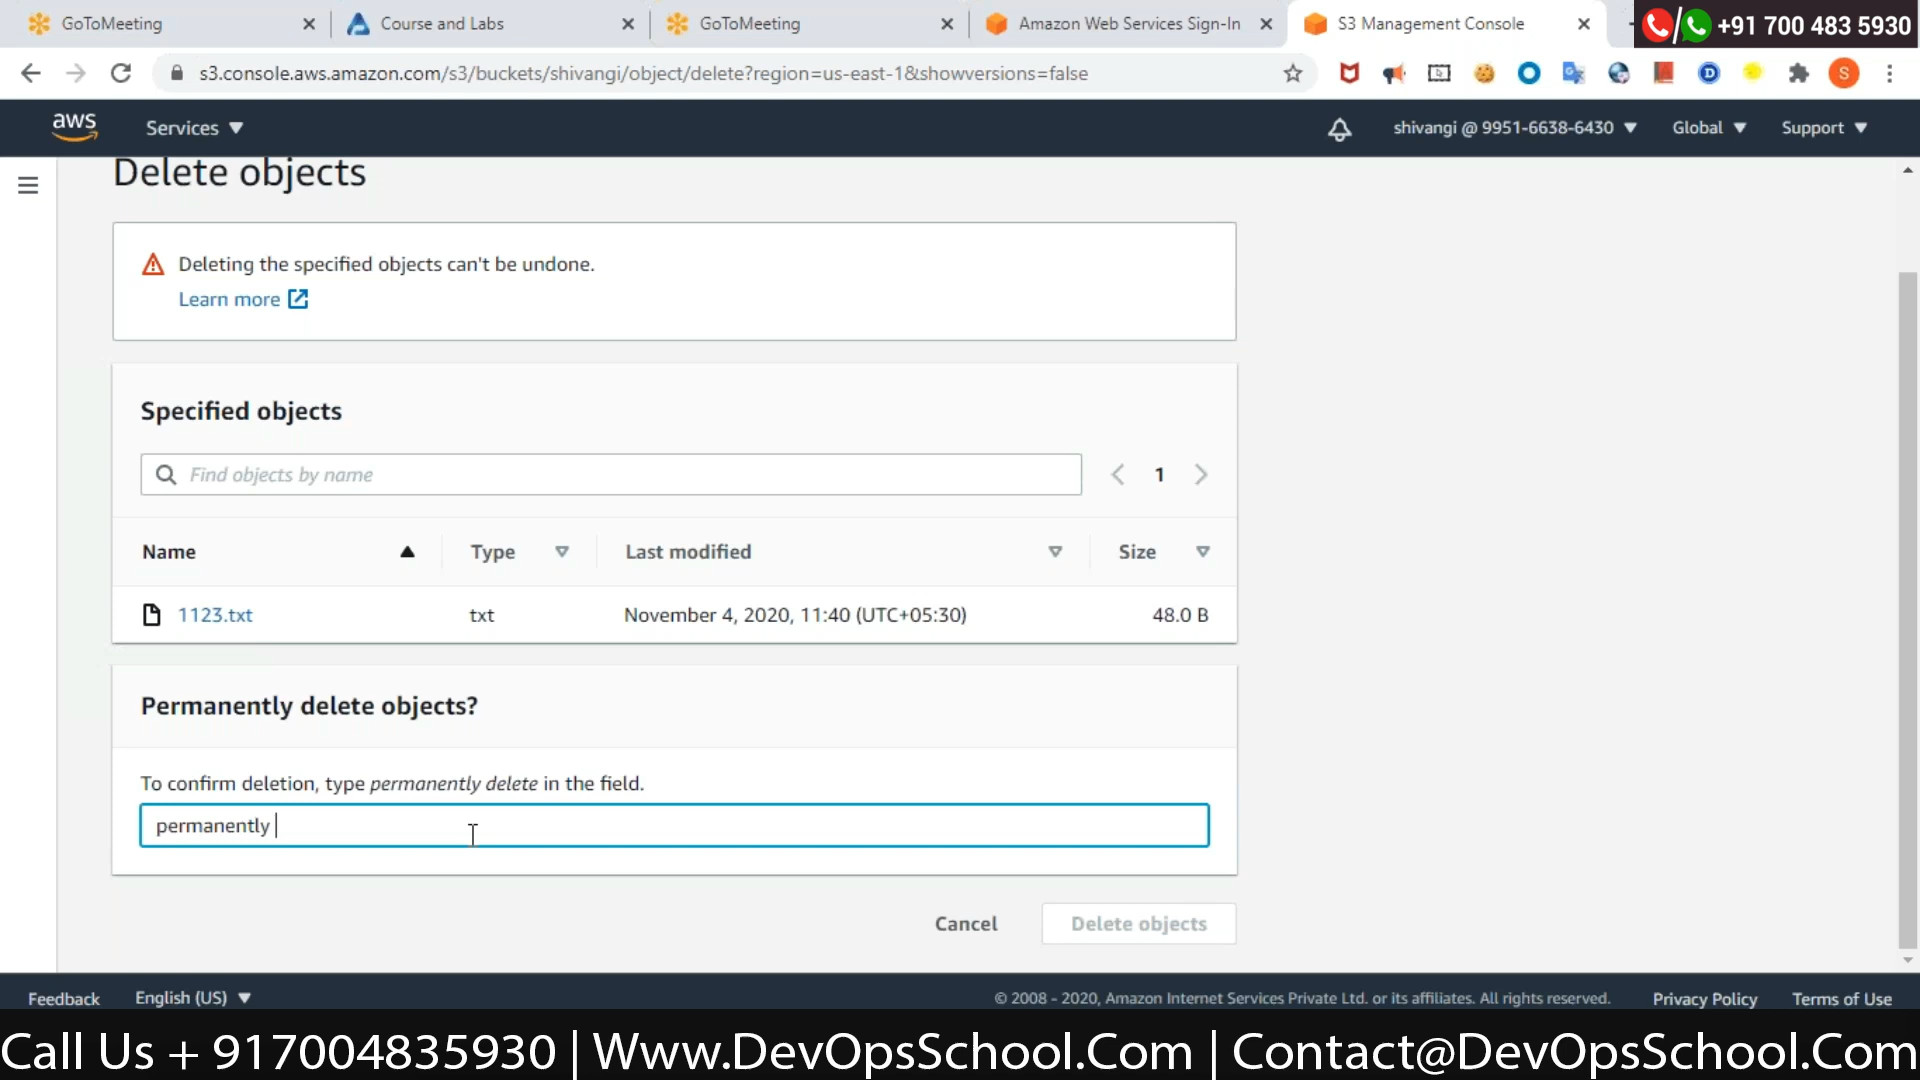 GoToMeeting
Course and Labs
GoToMeeting
Amazon Web Services Sign-In
S3 Management Console
+91 700 483 5930
s3.console.aws.amazon.com/s3/buckets/shivangi/object/delete?region=us-east-1&showversions=false
S
aws
Services
shivangi @ 9951-6638-6430
Global
Support
Delete objects
Deleting the specified objects can't be undone.
Learn more
Specified objects
Find objects by name
1
Name
Type
Last modified
Size
1123.txt
txt
November 4, 2020, 11:40 (UTC+05:30)
48.0 B
Permanently delete objects?
To confirm deletion, type permanently delete in the field.
permanently
Cancel
Delete objects
Feedback
English (US)
© 2008 - 2020, Amazon Internet Services Private Ltd. or its affiliates. All rights reserved.
Privacy Policy
Terms of Use
Call Us + 917004835930 | Www.DevOpsSchool.Com | Contact@DevOpsSchool.Com